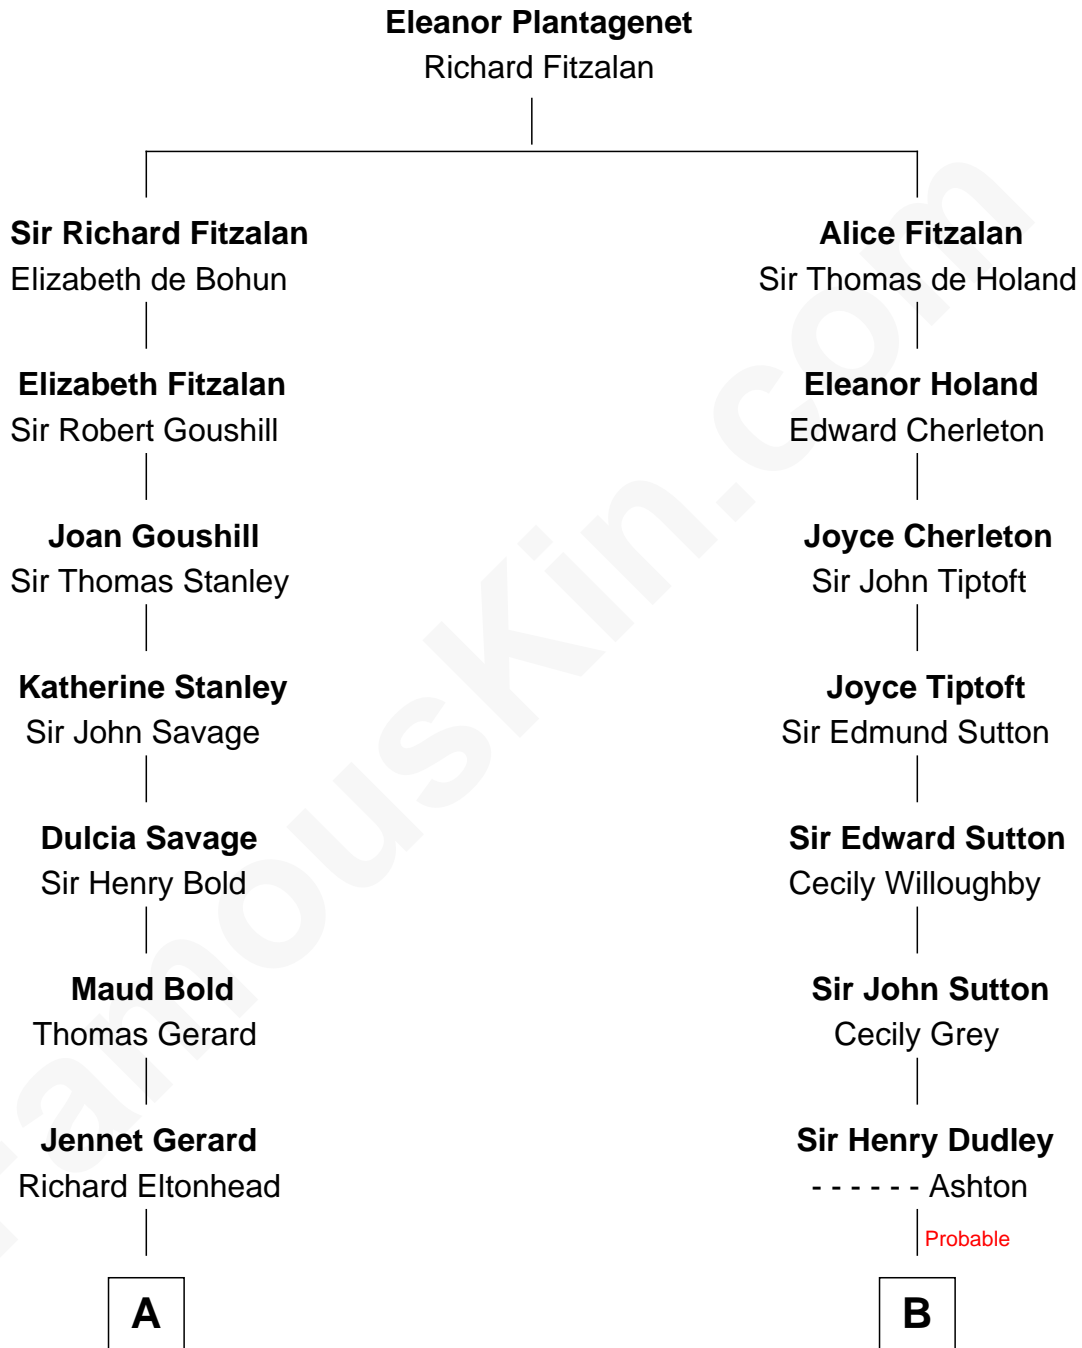 Eleanor Plantagenet
Richard Fitzalan
Sir Richard Fitzalan
Elizabeth de Bohun
Alice Fitzalan
Sir Thomas de Holand
Elizabeth Fitzalan
Sir Robert Goushill
Eleanor Holand
Edward Cherleton
Joan Goushill
Sir Thomas Stanley
Joyce Cherleton
Sir John Tiptoft
Katherine Stanley
Sir John Savage
Joyce Tiptoft
Sir Edmund Sutton
Dulcia Savage
Sir Henry Bold
Sir Edward Sutton
Cecily Willoughby
Maud Bold
Thomas Gerard
Sir John Sutton
Cecily Grey
Jennet Gerard
Richard Eltonhead
Sir Henry Dudley
- - - - - - Ashton
Probable
A
B
FamousKin.com